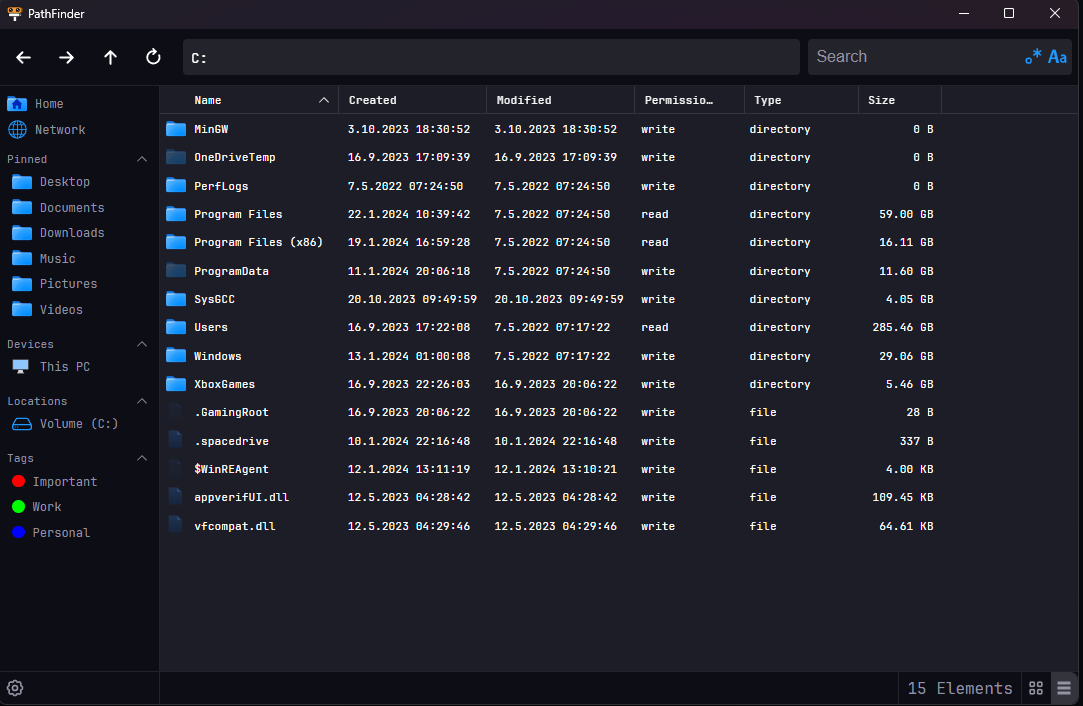 PathFinder
C:
Search .* Aa
Home
Network
Pinned
Desktop
Documents
Downloads
Music
Pictures
Videos
Devices
This PC
Locations
Volume (C:)
Tags
Important
Work
Personal
Name Created Modified Permissio… Type Size
MinGW 3.10.2023 18:30:52 3.10.2023 18:30:52 write directory 0 B
OneDriveTemp 16.9.2023 17:09:39 16.9.2023 17:09:39 write directory 0 B
PerfLogs 7.5.2022 07:24:50 7.5.2022 07:24:50 write directory 0 B
Program Files 22.1.2024 10:39:42 7.5.2022 07:24:50 read directory 59.00 GB
Program Files (x86) 19.1.2024 16:59:28 7.5.2022 07:24:50 read directory 16.11 GB
ProgramData 11.1.2024 20:06:18 7.5.2022 07:24:50 write directory 11.60 GB
SysGCC 20.10.2023 09:49:59 20.10.2023 09:49:59 write directory 4.05 GB
Users 16.9.2023 17:22:08 7.5.2022 07:17:22 read directory 285.46 GB
Windows 13.1.2024 01:00:08 7.5.2022 07:17:22 write directory 29.06 GB
XboxGames 16.9.2023 22:26:03 16.9.2023 20:06:22 write directory 5.46 GB
.GamingRoot 16.9.2023 20:06:22 16.9.2023 20:06:22 write file 28 B
.spacedrive 10.1.2024 22:16:48 10.1.2024 22:16:48 write file 337 B
$WinREAgent 12.1.2024 13:11:19 12.1.2024 13:10:21 write file 4.00 KB
appverifUI.dll 12.5.2023 04:28:42 12.5.2023 04:28:42 write file 109.45 KB
vfcompat.dll 12.5.2023 04:29:46 12.5.2023 04:29:46 write file 64.61 KB
15 Elements